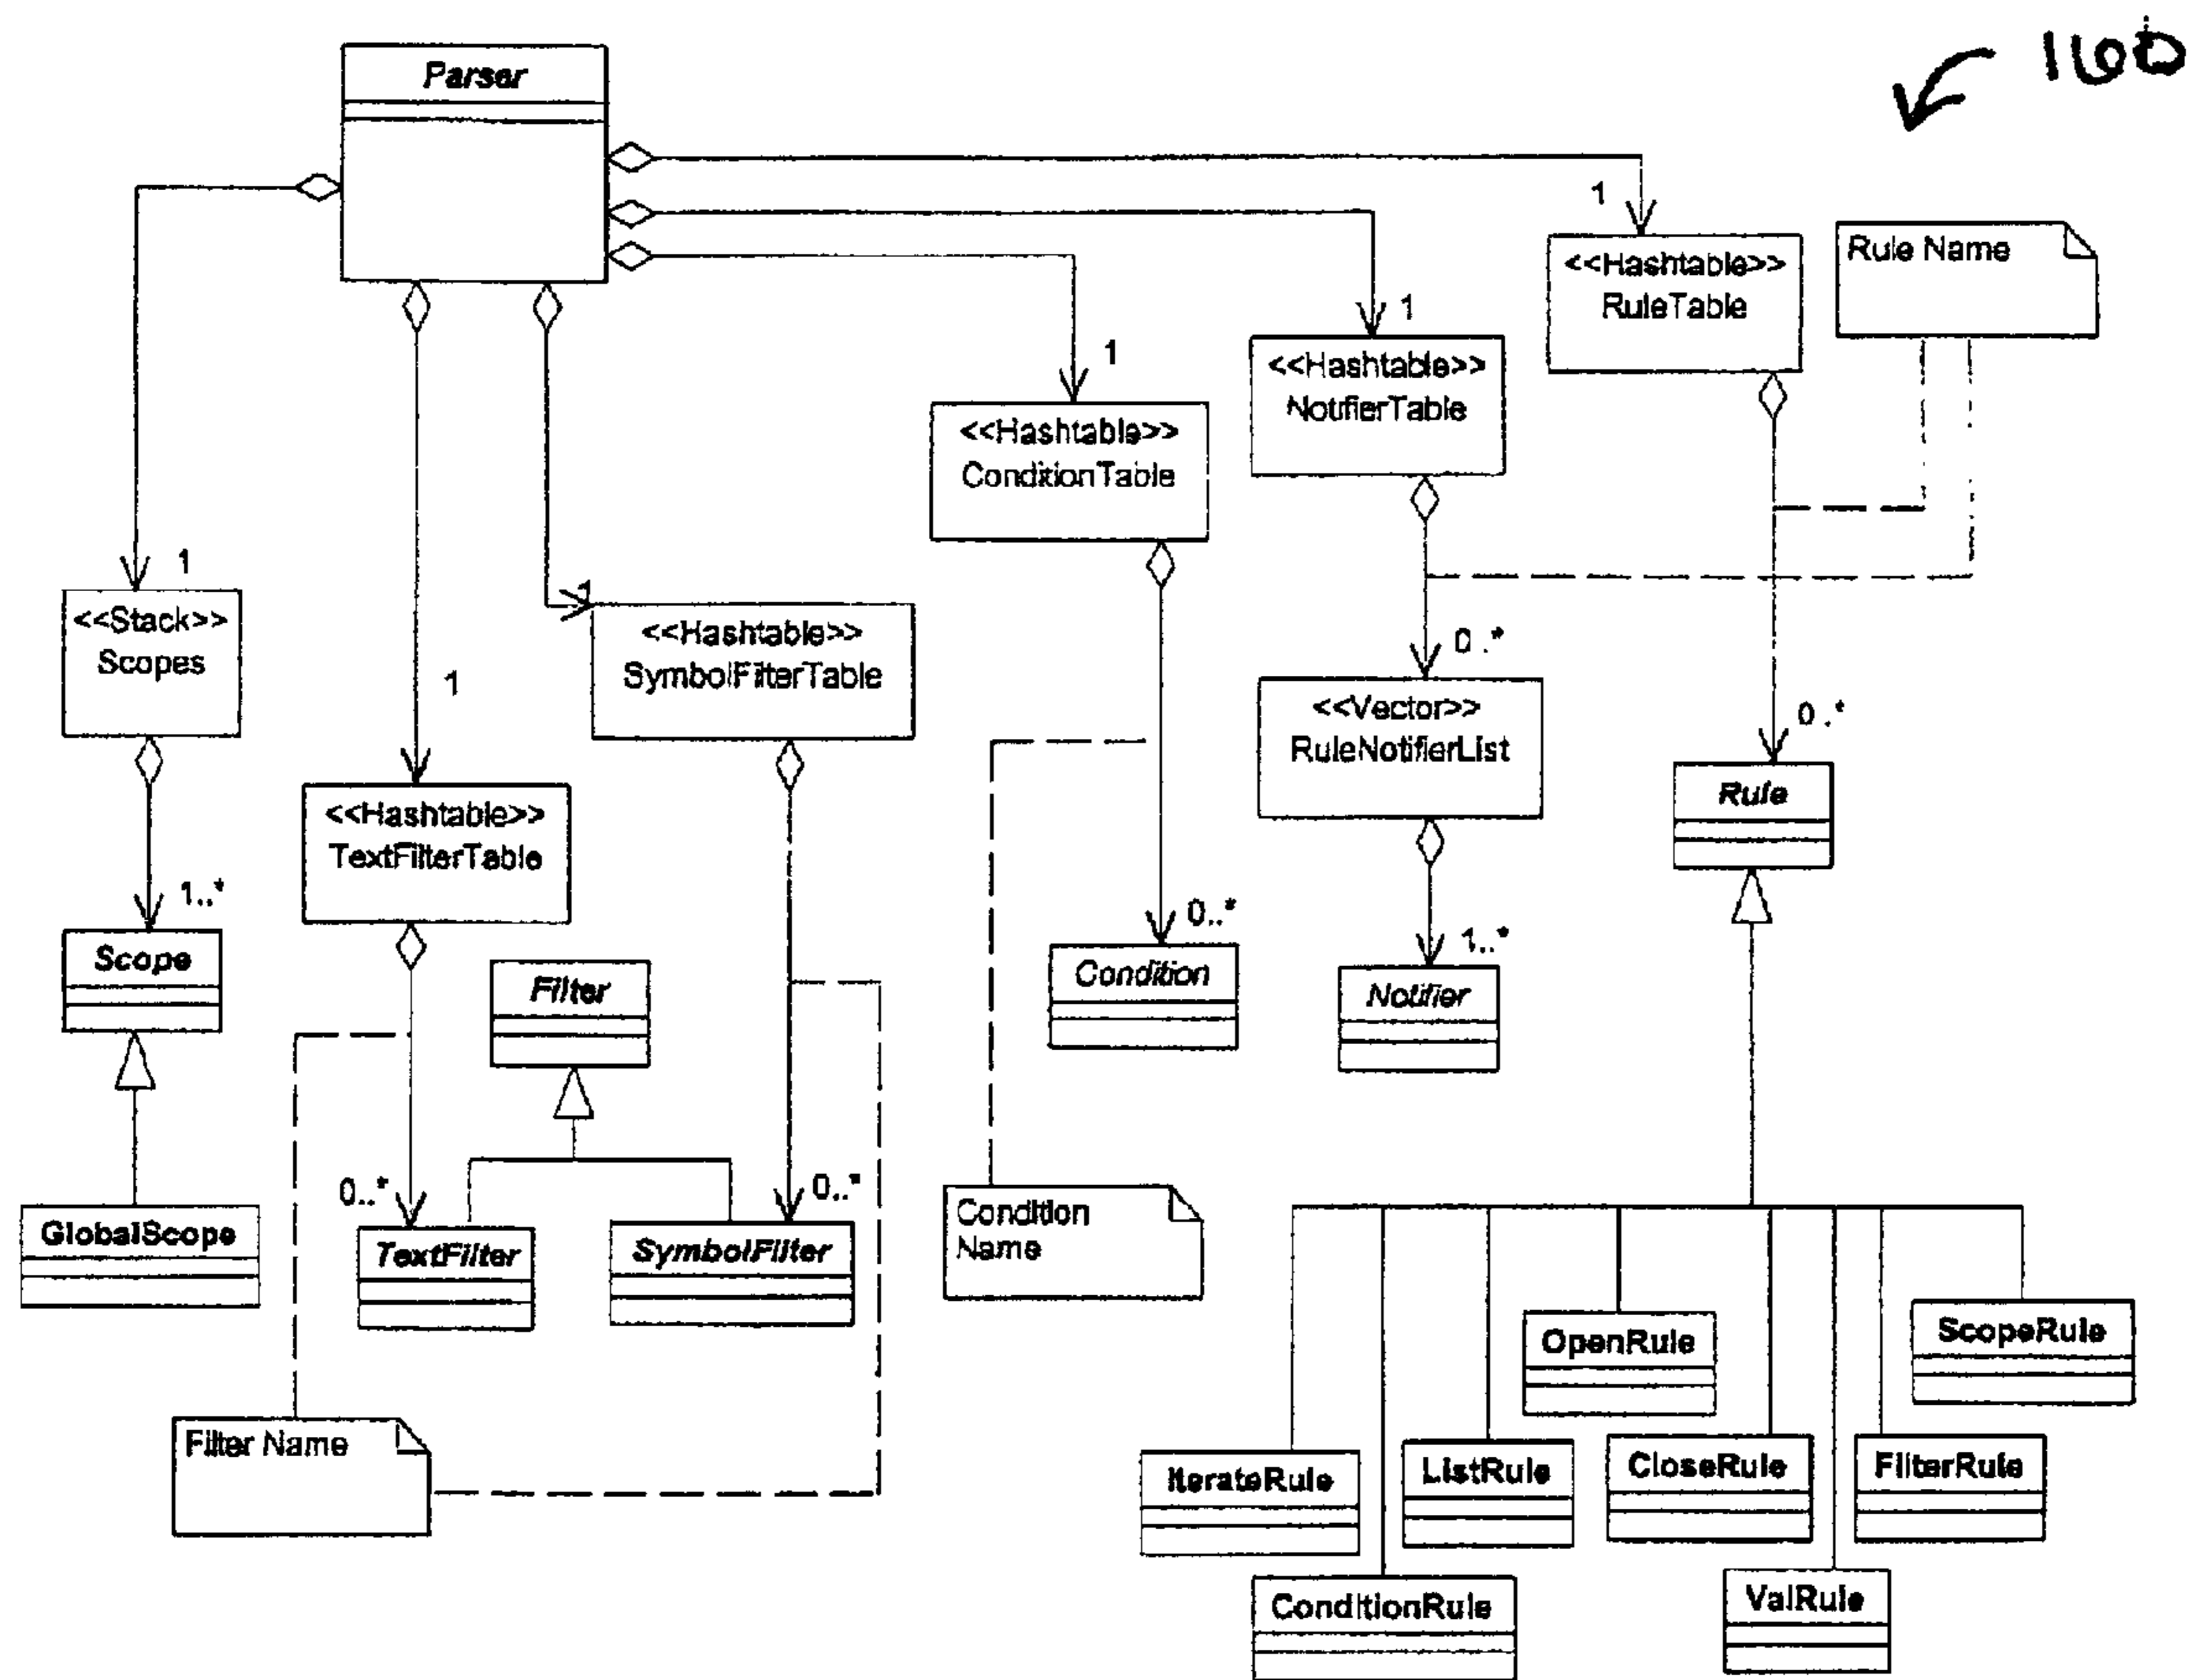 160
Parser
1
<<Hashtable>>
RuleTable
Rule Name
1
<<Hashtable>>
NotifierTable
1
<<Hashtable>>
ConditionTable
1
<<Stack>>
Scopes
1
<<Hashtable>>
SymbolFilterTable
1
<<Hashtable>>
TextFilterTable
0..*
<<Vector>>
RuleNotifierList
0..*
Rule
1..*
Scope
Filter
0..*
Condition
1..*
Notifier
GlobalScope
0..*
TextFilter
0..*
SymbolFilter
Condition
Name
Filter Name
OpenRule
ScopeRule
IterateRule
ListRule
CloseRule
FilterRule
ConditionRule
ValRule